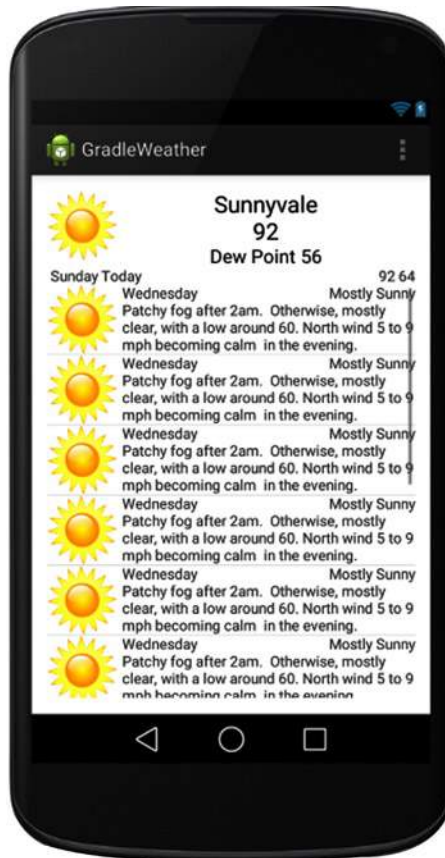 GradleWeather
Sunnyvale
92
Dew Point 56
Sunday Today 92 64
Wednesday Mostly Sunny
Patchy fog after 2am. Otherwise, mostly
clear, with a low around 60. North wind 5 to 9
mph becoming calm in the evening.
Wednesday Mostly Sunny
Patchy fog after 2am. Otherwise, mostly
clear, with a low around 60. North wind 5 to 9
mph becoming calm in the evening.
Wednesday Mostly Sunny
Patchy fog after 2am. Otherwise, mostly
clear, with a low around 60. North wind 5 to 9
mph becoming calm in the evening.
Wednesday Mostly Sunny
Patchy fog after 2am. Otherwise, mostly
clear, with a low around 60. North wind 5 to 9
mph becoming calm in the evening.
Wednesday Mostly Sunny
Patchy fog after 2am. Otherwise, mostly
clear, with a low around 60. North wind 5 to 9
mph becoming calm in the evening.
Wednesday Mostly Sunny
Patchy fog after 2am. Otherwise, mostly
clear, with a low around 60. North wind 5 to 9
mph becoming calm in the evening